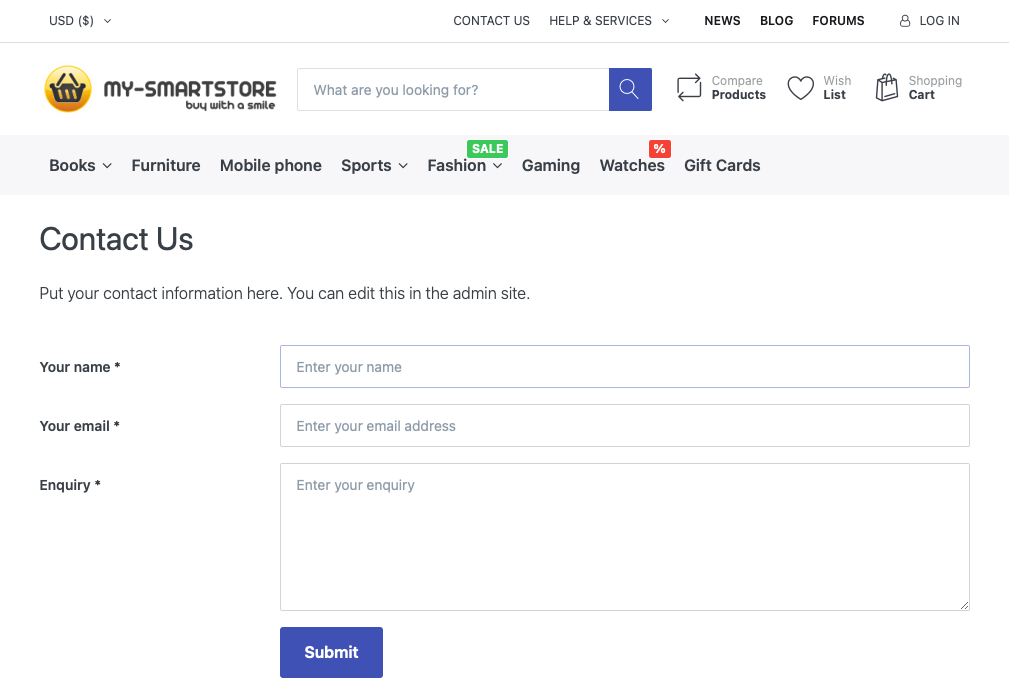 USD ($) CONTACT US HELP & SERVICES NEWS BLOG FORUMS LOG IN
MY-SMARTSTORE
buy with a smile
What are you looking for?
Compare
Products
Wish
List
Shopping
Cart
SALE %
Books Furniture Mobile phone Sports Fashion Gaming Watches Gift Cards
Contact Us
Put your contact information here. You can edit this in the admin site.
Your name * Enter your name
Your email * Enter your email address
Enquiry * Enter your enquiry
Submit